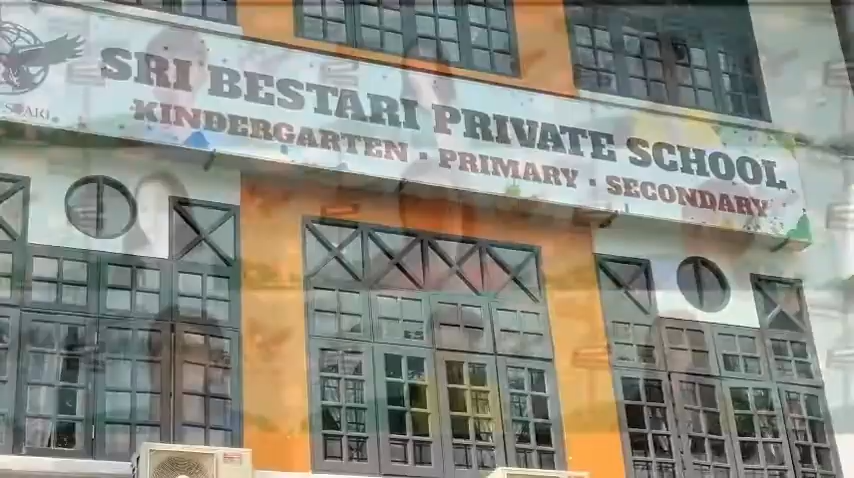 SRI BESTARI PRIVATE SCHOOL
KINDERGARTEN • PRIMARY • SECONDARY